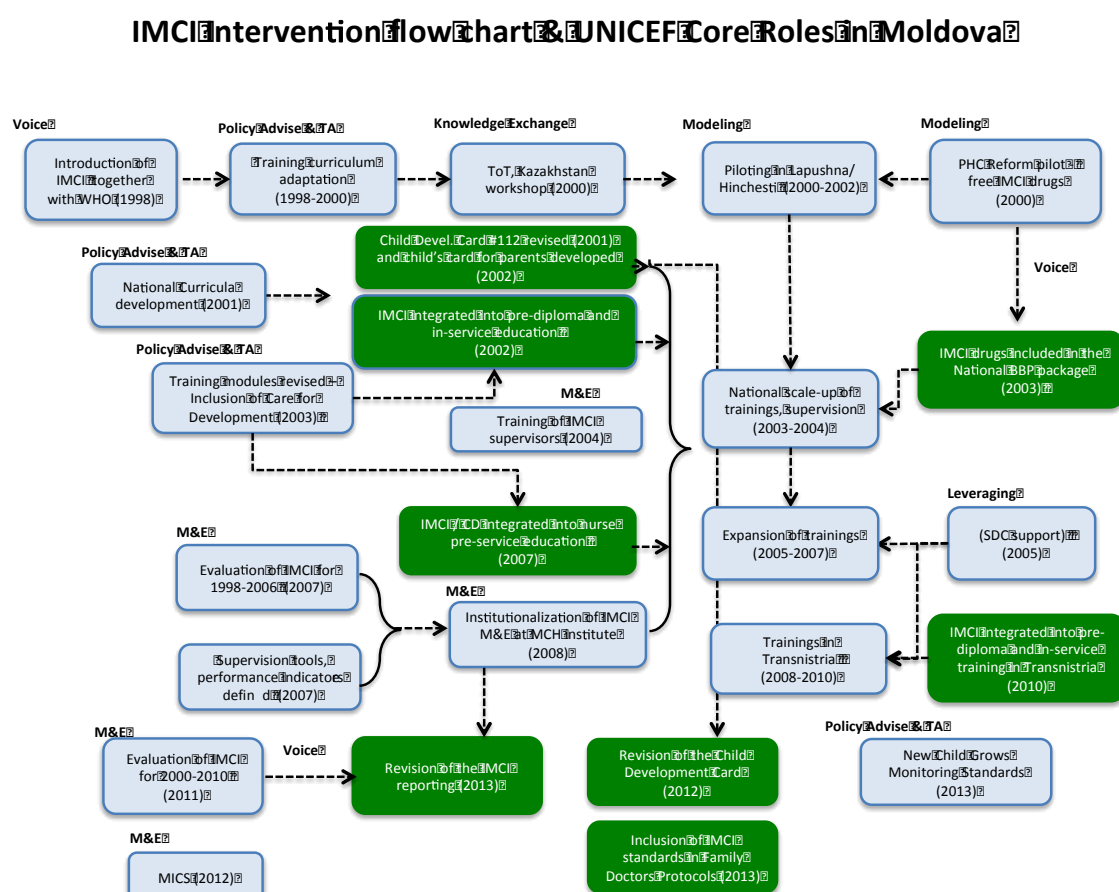 IMCI Intervention flow chart & UNICEF Core Roles in Moldova
Voice
Introduction of
IMCI together
with WHO (1998)
Policy Advise & TA
Training curriculum
adaptation
(1998-2000)
Knowledge Exchange
ToT, Kazakhstan
workshop (2000)
Modeling
Piloting in Lapushna/
Hinchesti (2000-2002)
Modeling
PHC Reform pilot
free IMCI drugs
(2000)
Policy Advise & TA
National Curricula
development (2001)
Child Devel. Card #112 revised (2001)
and child's card for parents developed
(2002)
Voice
IMCI integrated into pre-diploma and
in-service education
(2002)
IMCI drugs included in the
National BBP package
(2003)
Policy Advise & TA
Training modules revised –
Inclusion of Care for
Development (2003)
M&E
Training of IMCI
supervisors (2004)
National scale-up of
trainings, supervision
(2003-2004)
IMCI / CD integrated into nurse
pre-service education
(2007)
Expansion of trainings
(2005-2007)
Leveraging
(SDC support)
(2005)
M&E
Evaluation of IMCI for
1998-2006 (2007)
M&E
Institutionalization of IMCI
M&E at MCH Institute
(2008)
Supervision tools,
performance indicators
defin d (2007)
Trainings in
Transnistria
(2008-2010)
IMCI integrated into pre-
diploma and in-service
training in Transnistria
(2010)
M&E
Evaluation of IMCI
for 2000-2010
(2011)
Voice
Revision of the IMCI
reporting (2013)
Revision of the Child
Development Card
(2012)
Policy Advise & TA
New Child Grows
Monitoring Standards
(2013)
M&E
MICS (2012)
Inclusion of IMCI
standards in Family
Doctors Protocols (2013)